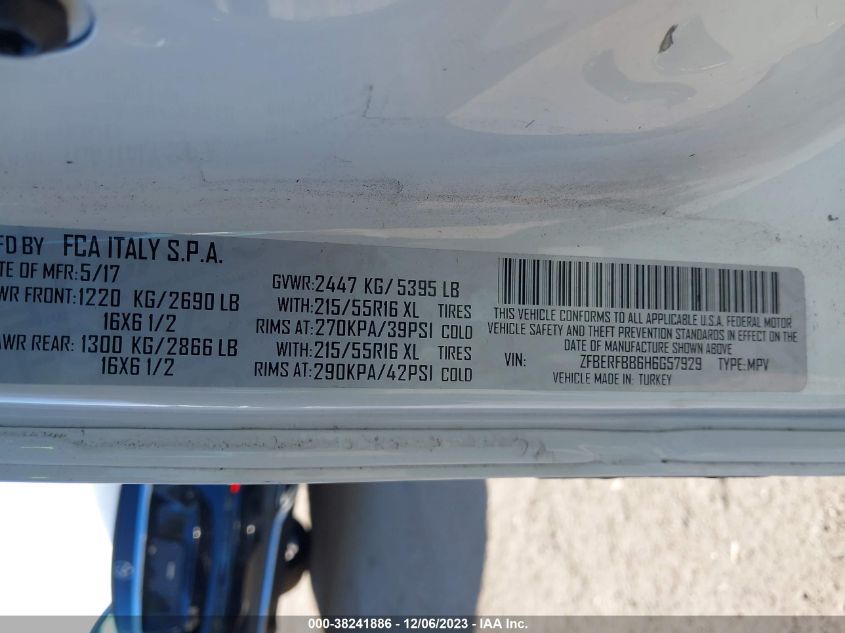 FD BY FCA ITALY S.P.A.
TE OF MFR:5/17
WR FRONT:1220 KG/2690 LB
16X6 1/2
AWR REAR: 1300 KG/2866 LB
16X6 1/2
GVWR:2447 KG/5395 LB
WITH:215/55R16 XL TIRES
RIMS AT:270KPA/39PSI COLD
WITH:215/55R16 XL TIRES
RIMS AT:290KPA/42PSI COLD
THIS VEHICLE CONFORMS TO ALL APPLICABLE U.S.A. FEDERAL MOTOR
VEHICLE SAFETY AND THEFT PREVENTION STANDARDS IN EFFECT ON THE
DATE OF MANUFACTURE SHOWN ABOVE
VIN: ZFBERFBB6H6G57929 TYPE:MPV
VEHICLE MADE IN: TURKEY
000-38241886 - 12/06/2023 - IAA Inc.